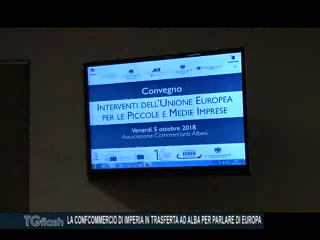 Convegno
INTERVENTI DELL'UNIONE EUROPEA
PER LE PICCOLE E MEDIE IMPRESE
Venerdì 5 ottobre 2018
Associazione Commercianti Albesi
TGflash
LA CONFCOMMERCIO DI IMPERIA IN TRASFERTA AD ALBA PER PARLARE DI EUROPA